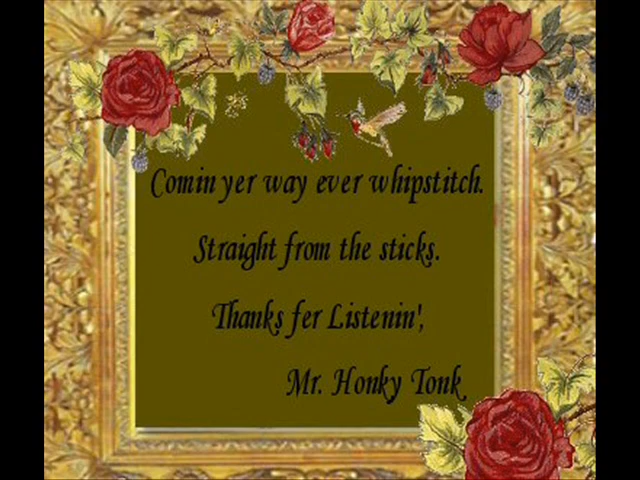 Comin yer way ever whipstitch.
Straight from the sticks.
Thanks fer Listenin',
Mr. Honky Tonk